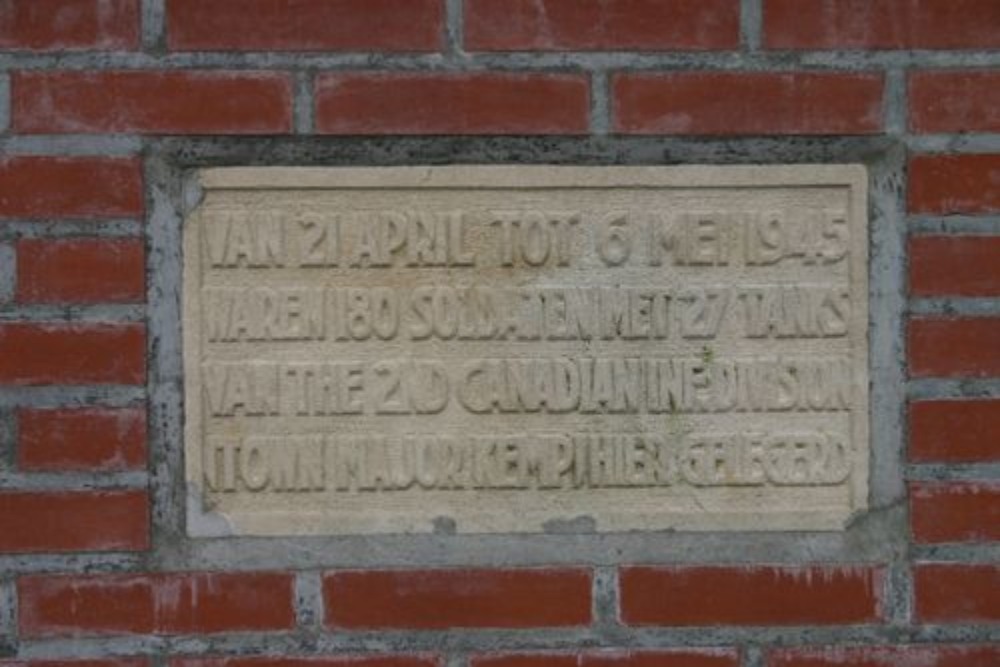 VAN 21 APRIL TOT 6 MEI 1945
WAREN 180 SOLDATEN MET 27 TANKS
VAN THE 2ND CANADIAN INF. DIVISION
(TOWN MAJOR KEMP) HIER GELEGERD